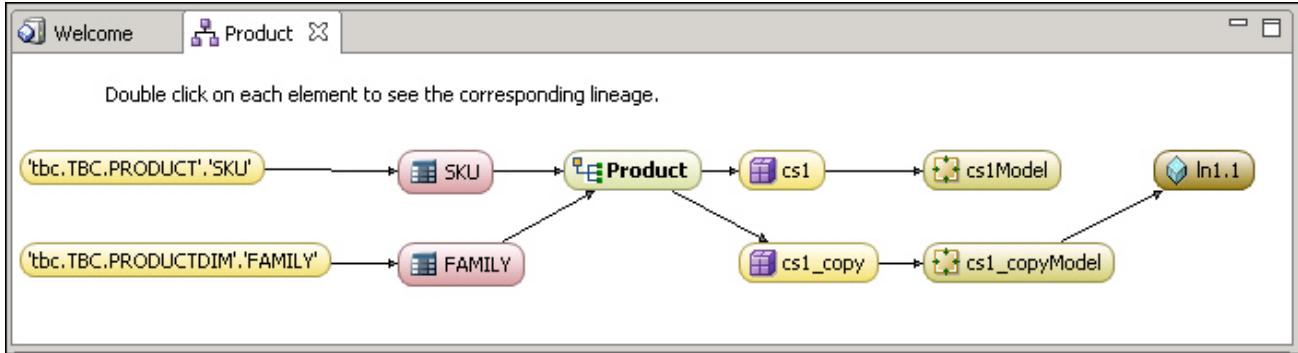 Welcome
Product
Double click on each element to see the corresponding lineage.
'tbc.TBC.PRODUCT'.'SKU'
SKU
Product
cs1
cs1Model
ln1.1
'tbc.TBC.PRODUCTDIM'.'FAMILY'
FAMILY
cs1_copy
cs1_copyModel